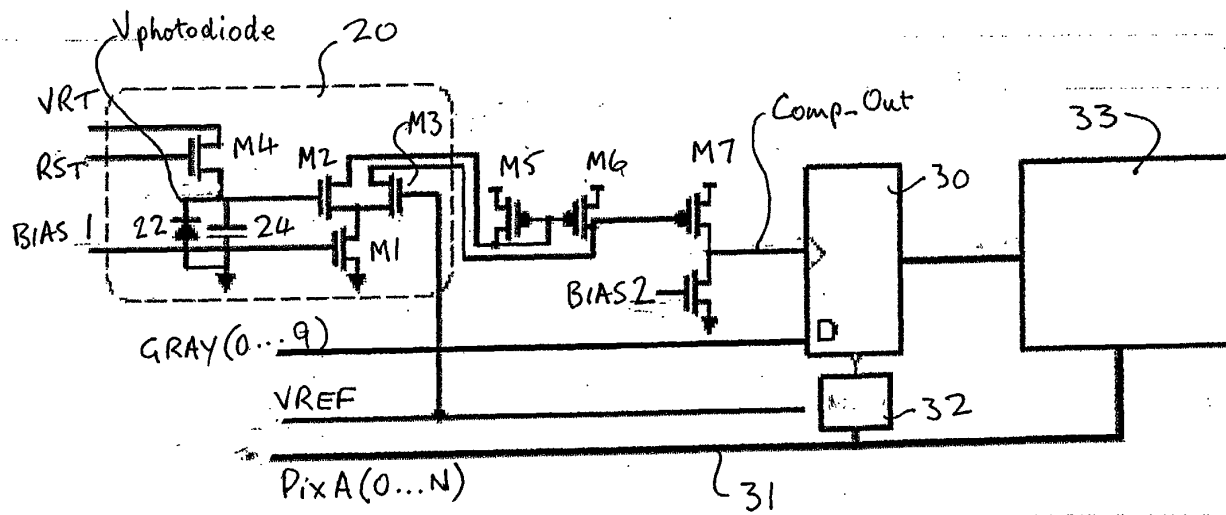 Vphotodiode
20
VRT
M4
RST
M2
M3
M5
M6
M7
Comp_Out
30
33
BIAS 1
22
24
M1
BIAS2
D
GRAY(0...9)
VREF
32
PixA(0...N)
31